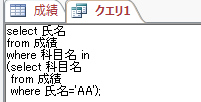 成績 クエリ1
select 氏名
from 成績
where 科目名 in
(select 科目名
from 成績
where 氏名='AA');